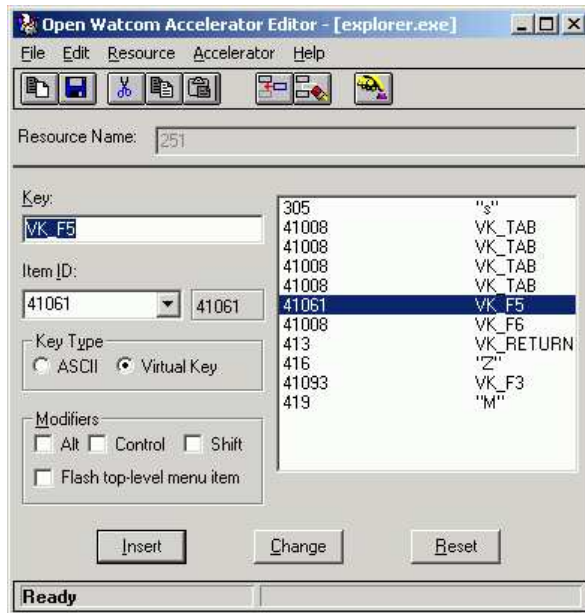 Open Watcom Accelerator Editor - [explorer.exe]
File Edit Resource Accelerator Help
Resource Name: 251
Key:
VK_F5
Item ID:
41061 41061
Key Type
ASCII Virtual Key
Modifiers
Alt Control Shift
Flash top-level menu item
305 "s"
41008 VK_TAB
41008 VK_TAB
41008 VK_TAB
41008 VK_TAB
41061 VK_F5
41008 VK_F6
413 VK_RETURN
416 "Z"
41093 VK_F3
419 "M"
Insert Change Reset
Ready